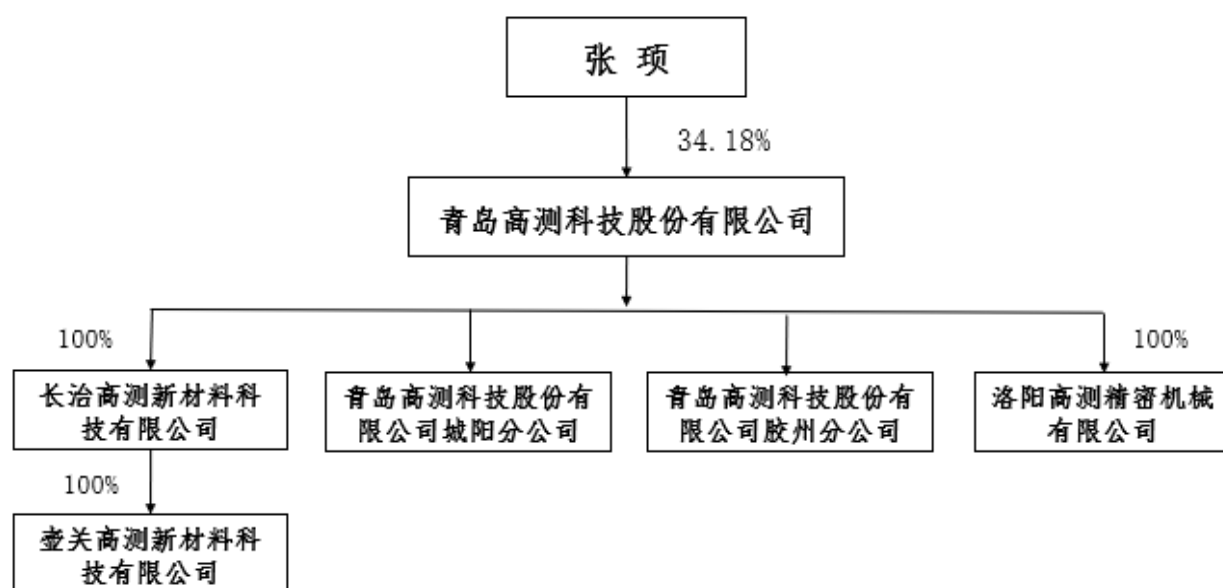 张 顼
34.18%
青岛高测科技股份有限公司
100%
100%
长治高测新材料科
技有限公司
青岛高测科技股份有
限公司城阳分公司
青岛高测科技股份有
限公司胶州分公司
洛阳高测精密机械
有限公司
100%
壶关高测新材料科
技有限公司